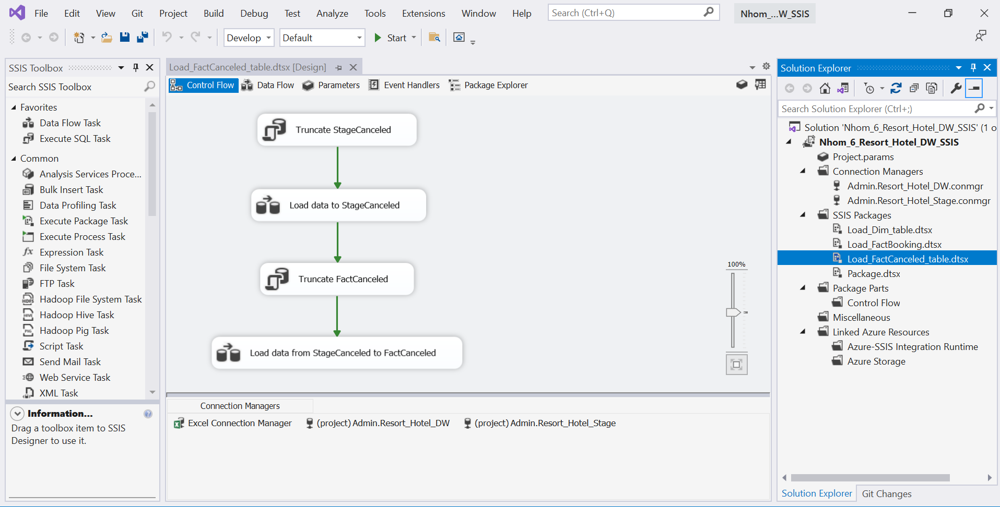 File Edit View Git Project Build Debug Test Analyze Tools Extensions Window Help Search (Ctrl+Q) Nhom_...W_SSIS
Develop Default Start
SSIS Toolbox
Search SSIS Toolbox
Favorites
Data Flow Task
Execute SQL Task
Common
Analysis Services Proce...
Bulk Insert Task
Data Profiling Task
Execute Package Task
Execute Process Task
Expression Task
File System Task
FTP Task
Hadoop File System Task
Hadoop Hive Task
Hadoop Pig Task
Script Task
Send Mail Task
Web Service Task
XML Task
Information...
Drag a toolbox item to SSIS
Designer to use it.
Load_FactCanceled_table.dtsx [Design]
Control Flow Data Flow Parameters Event Handlers Package Explorer
Truncate StageCanceled
Load data to StageCanceled
Truncate FactCanceled
Load data from StageCanceled to FactCanceled
100%
Connection Managers
Excel Connection Manager (project) Admin.Resort_Hotel_DW (project) Admin.Resort_Hotel_Stage
Solution Explorer
Search Solution Explorer (Ctrl+;)
Solution 'Nhom_6_Resort_Hotel_DW_SSIS' (1 o
Nhom_6_Resort_Hotel_DW_SSIS
Project.params
Connection Managers
Admin.Resort_Hotel_DW.conmgr
Admin.Resort_Hotel_Stage.conmgr
SSIS Packages
Load_Dim_table.dtsx
Load_FactBooking.dtsx
Load_FactCanceled_table.dtsx
Package.dtsx
Package Parts
Control Flow
Miscellaneous
Linked Azure Resources
Azure-SSIS Integration Runtime
Azure Storage
Solution Explorer Git Changes